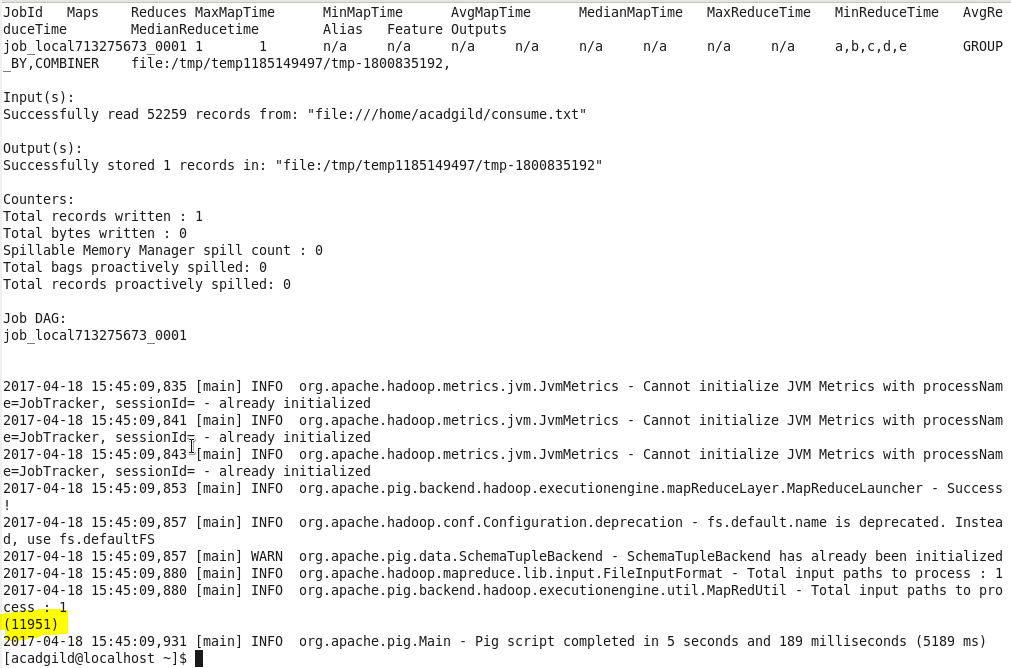 JobId   Maps    Reduces MaxMapTime      MinMapTime      AvgMapTime      MedianMapTime   MaxReduceTime   MinReduceTime   AvgRe
duceTime        MedianReducetime        Alias   Feature Outputs
job_local713275673_0001 1       1       n/a     n/a     n/a     n/a     n/a     n/a     n/a     n/a     a,b,c,d,e       GROUP
_BY,COMBINER    file:/tmp/temp1185149497/tmp-1800835192,
Input(s):
Successfully read 52259 records from: "file:///home/acadgild/consume.txt"
Output(s):
Successfully stored 1 records in: "file:/tmp/temp1185149497/tmp-1800835192"
Counters:
Total records written : 1
Total bytes written : 0
Spillable Memory Manager spill count : 0
Total bags proactively spilled: 0
Total records proactively spilled: 0
Job DAG:
job_local713275673_0001
2017-04-18 15:45:09,835 [main] INFO  org.apache.hadoop.metrics.jvm.JvmMetrics - Cannot initialize JVM Metrics with processNam
e=JobTracker, sessionId= - already initialized
2017-04-18 15:45:09,841 [main] INFO  org.apache.hadoop.metrics.jvm.JvmMetrics - Cannot initialize JVM Metrics with processNam
e=JobTracker, sessionId= - already initialized
2017-04-18 15:45:09,843 [main] INFO  org.apache.hadoop.metrics.jvm.JvmMetrics - Cannot initialize JVM Metrics with processNam
e=JobTracker, sessionId= - already initialized
2017-04-18 15:45:09,853 [main] INFO  org.apache.pig.backend.hadoop.executionengine.mapReduceLayer.MapReduceLauncher - Success
!
2017-04-18 15:45:09,857 [main] INFO  org.apache.hadoop.conf.Configuration.deprecation - fs.default.name is deprecated. Instea
d, use fs.defaultFS
2017-04-18 15:45:09,857 [main] WARN  org.apache.pig.data.SchemaTupleBackend - SchemaTupleBackend has already been initialized
2017-04-18 15:45:09,880 [main] INFO  org.apache.hadoop.mapreduce.lib.input.FileInputFormat - Total input paths to process : 1
2017-04-18 15:45:09,880 [main] INFO  org.apache.pig.backend.hadoop.executionengine.util.MapRedUtil - Total input paths to pro
cess : 1
(11951)
2017-04-18 15:45:09,931 [main] INFO  org.apache.pig.Main - Pig script completed in 5 seconds and 189 milliseconds (5189 ms)
[acadgild@localhost ~]$